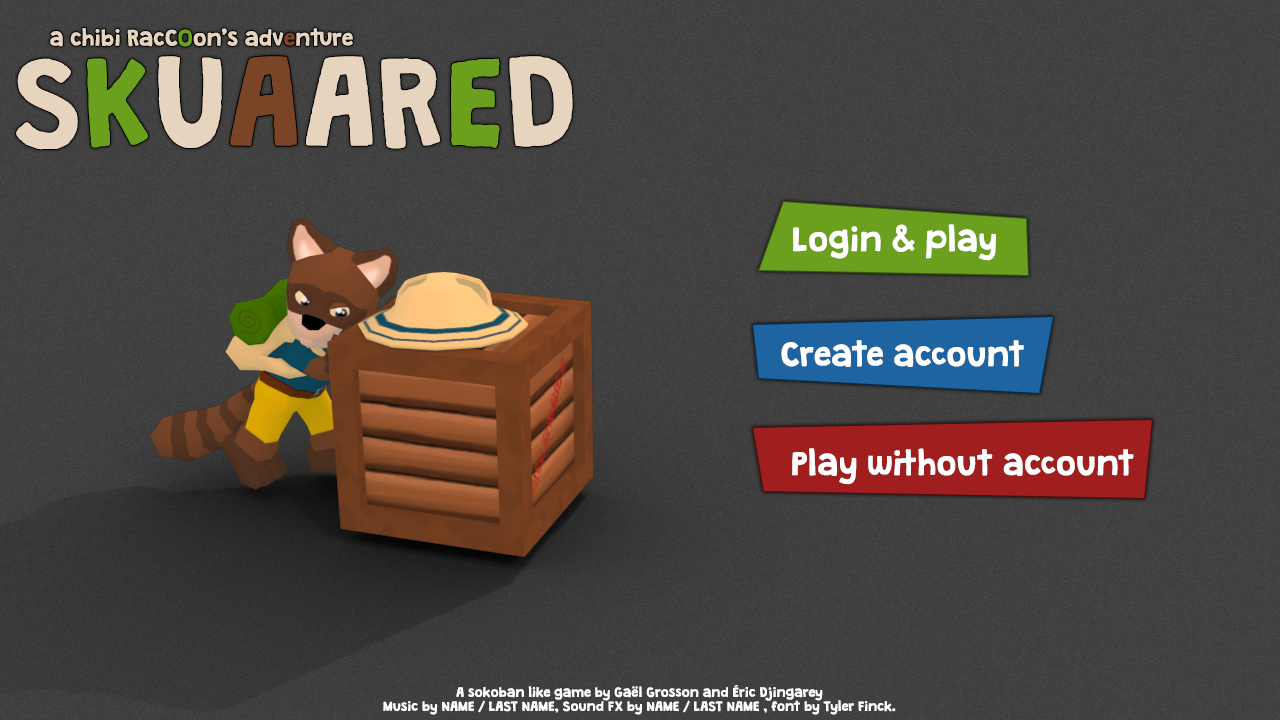 a chibi RacCOon's adventure
SKUAARED
Login & play
Create account
Play without account
A sokoban like game by Gaël Grosson and Éric Djingarey
Music by NAME / LAST NAME, Sound FX by NAME / LAST NAME , font by Tyler Finck.